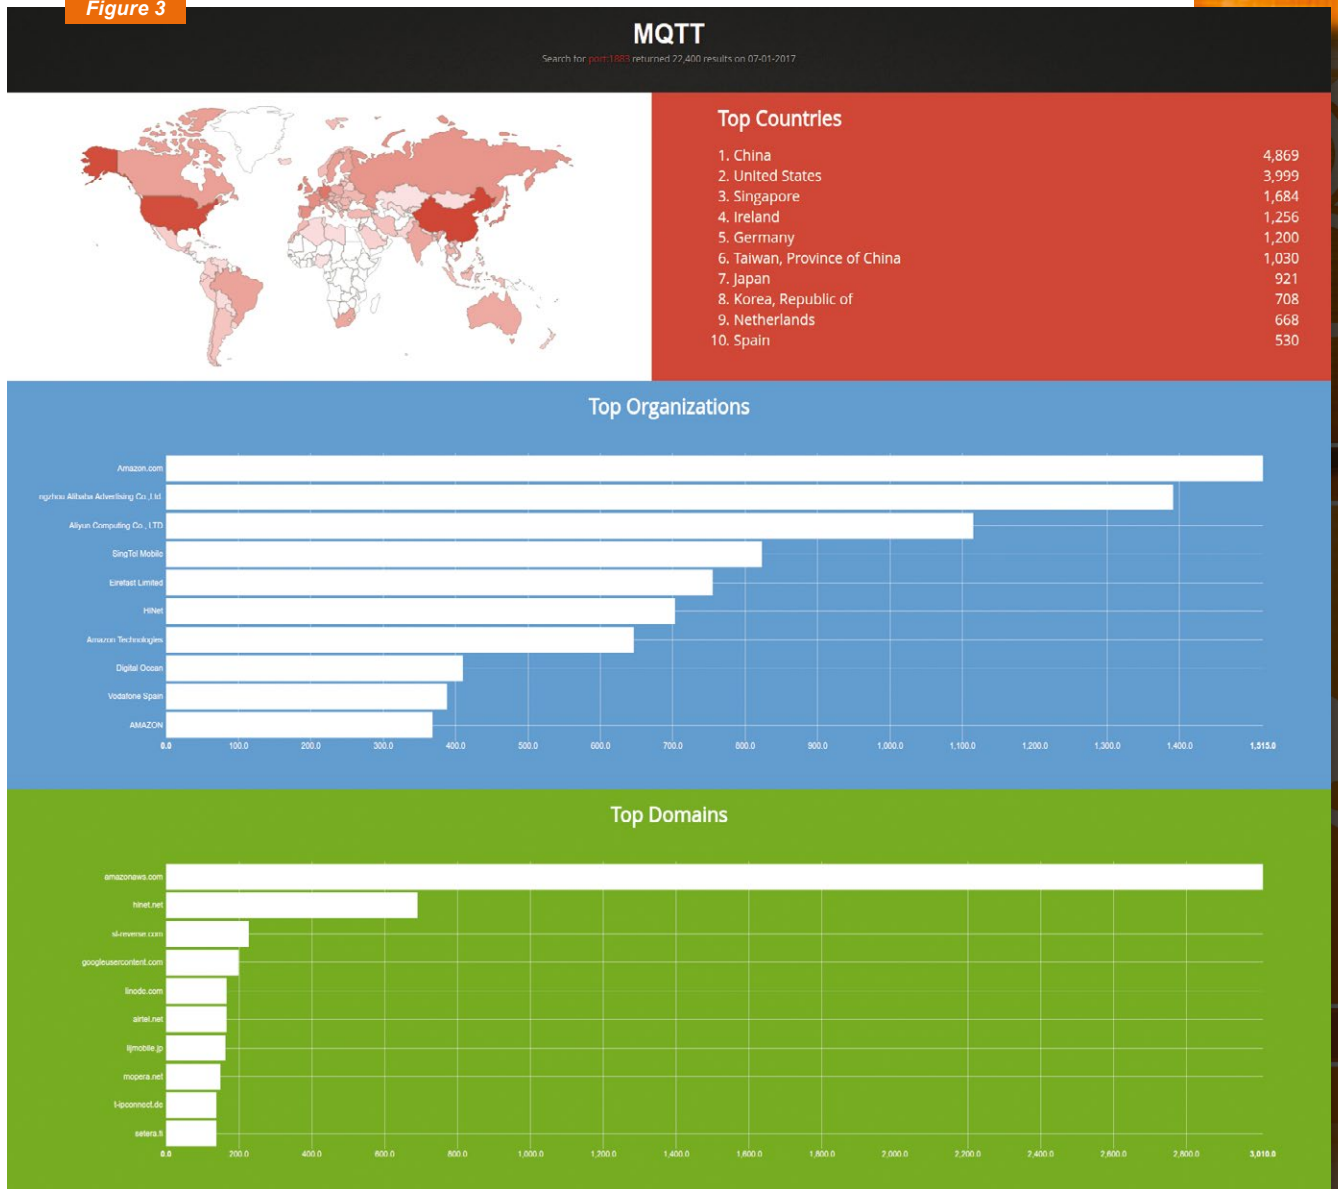 Figure 3
MQTT
Search for port:1883 returned 22,400 results on 07-01-2017
Top Countries
1. China 4,869
2. United States 3,999
3. Singapore 1,684
4. Ireland 1,256
5. Germany 1,200
6. Taiwan, Province of China 1,030
7. Japan 921
8. Korea, Republic of 708
9. Netherlands 668
10. Spain 530
Top Organizations
Amazon.com
ngzhou Alibaba Advertising Co.,Ltd.
Aliyun Computing Co., LTD
SingTel Mobile
Eirefast Limited
HiNet
Amazon Technologies
Digital Ocean
Vodafone Spain
AMAZON
0.0 100.0 200.0 300.0 400.0 500.0 600.0 700.0 800.0 900.0 1,000.0 1,100.0 1,200.0 1,300.0 1,400.0 1,515.0
Top Domains
amazonaws.com
hinet.net
sl-reverse.com
googleusercontent.com
linode.com
airtel.net
iijmobile.jp
mopera.net
t-ipconnect.de
setera.fi
0.0 200.0 400.0 600.0 800.0 1,000.0 1,200.0 1,400.0 1,600.0 1,800.0 2,000.0 2,200.0 2,400.0 2,600.0 2,800.0 3,010.0